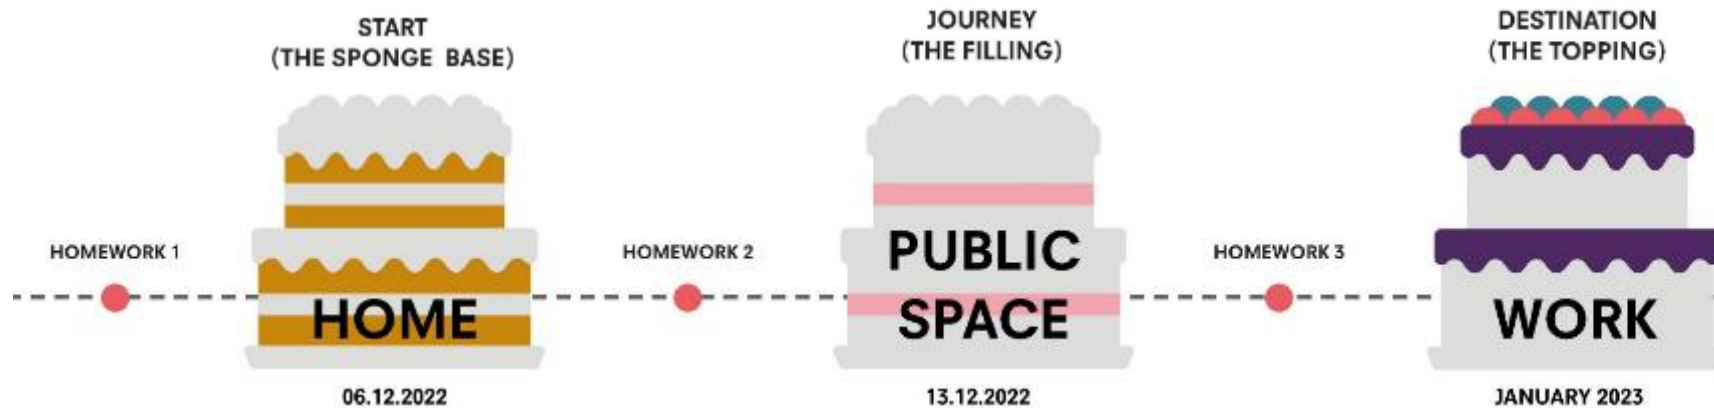 START
(THE SPONGE BASE)
JOURNEY
(THE FILLING)
DESTINATION
(THE TOPPING)
HOMEWORK 1
HOME
HOMEWORK 2
PUBLIC
SPACE
HOMEWORK 3
WORK
06.12.2022
13.12.2022
JANUARY 2023